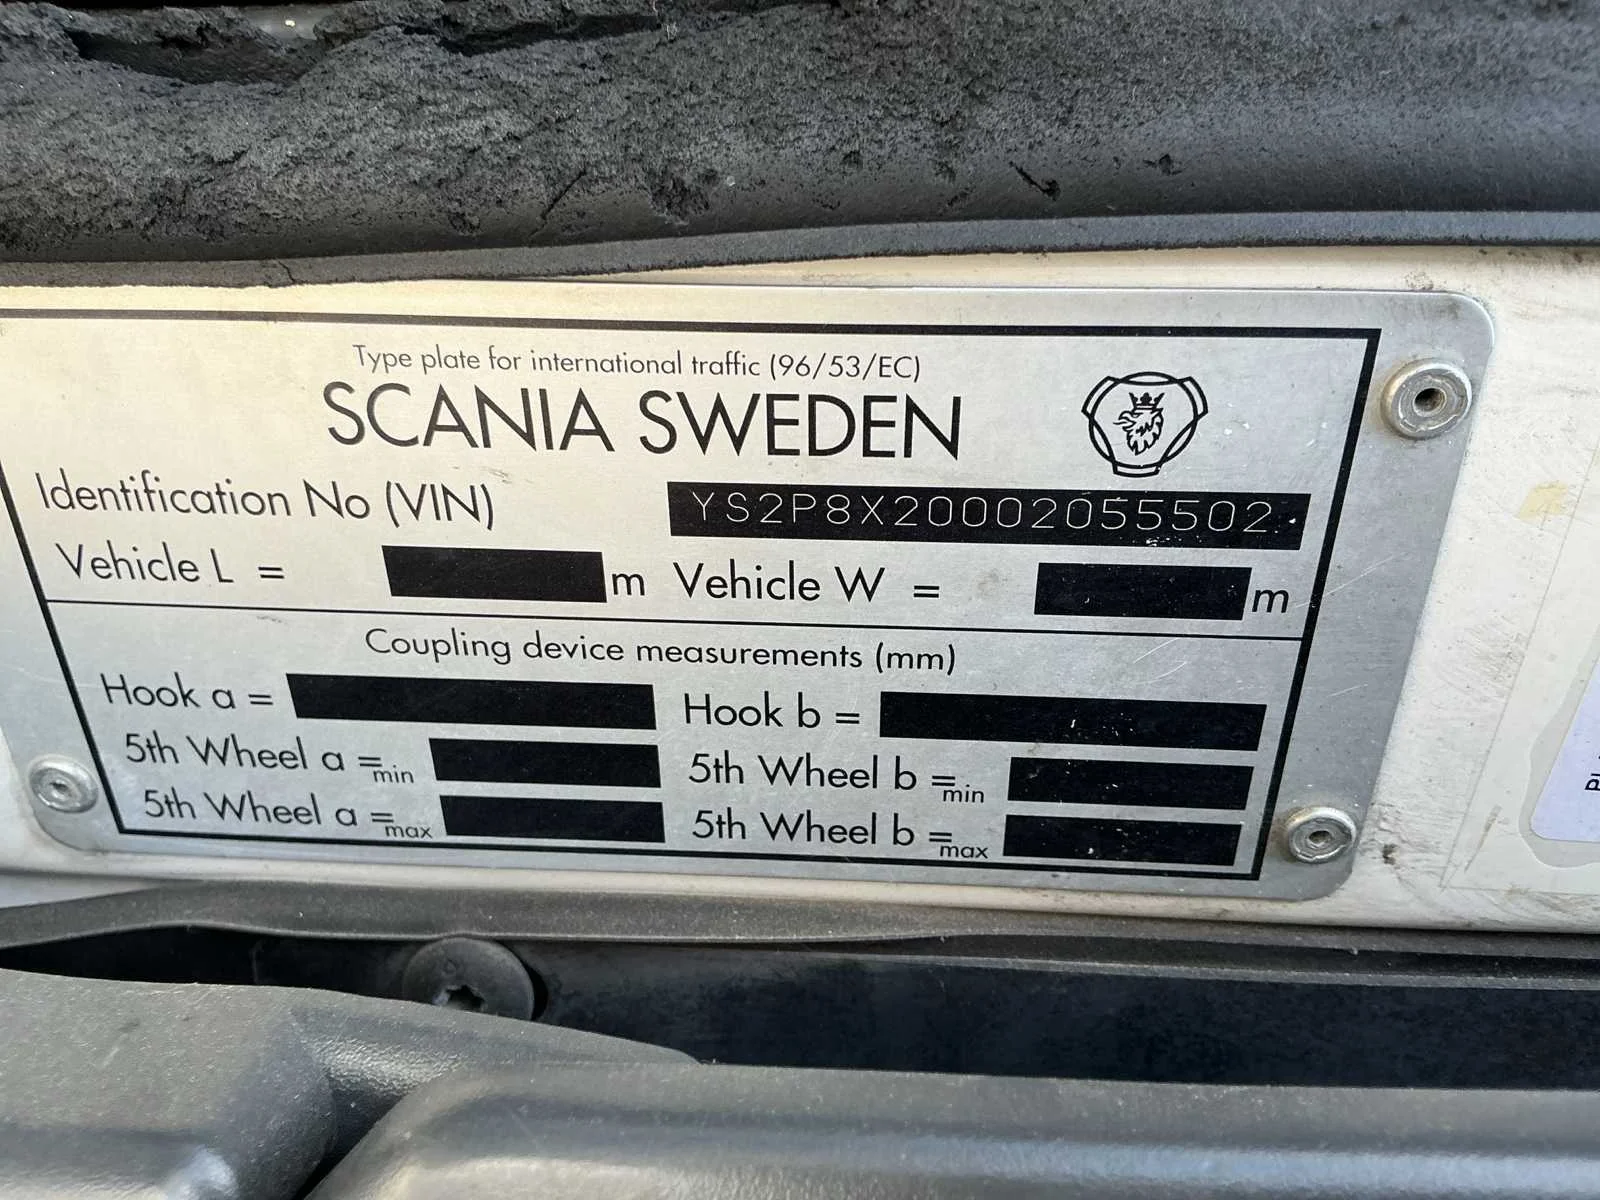 Type plate for international traffic (96/53/EC)
SCANIA SWEDEN
Identification No (VIN) YS2P8X20002055502
Vehicle L = m Vehicle W = m
Coupling device measurements (mm)
Hook a = Hook b =
5th Wheel a =min 5th Wheel b =min
5th Wheel a =max 5th Wheel b =max